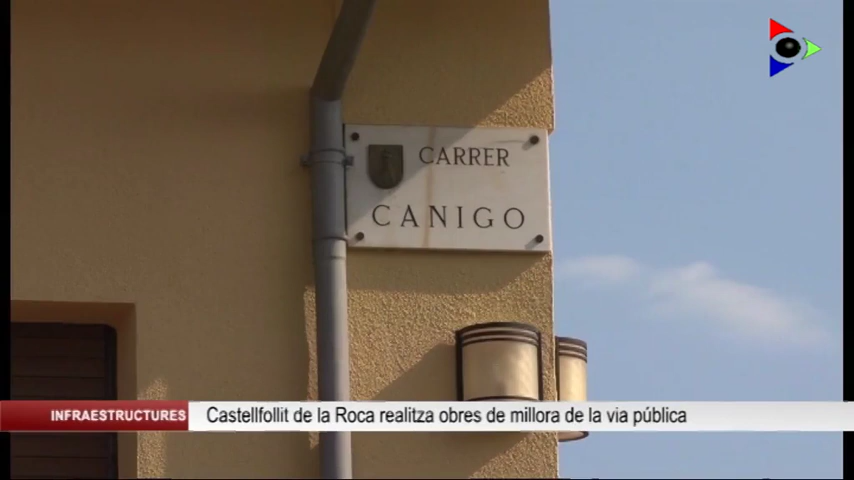 CARRER
CANIGO
INFRAESTRUCTURES
Castellfollit de la Roca realitza obres de millora de la via pública